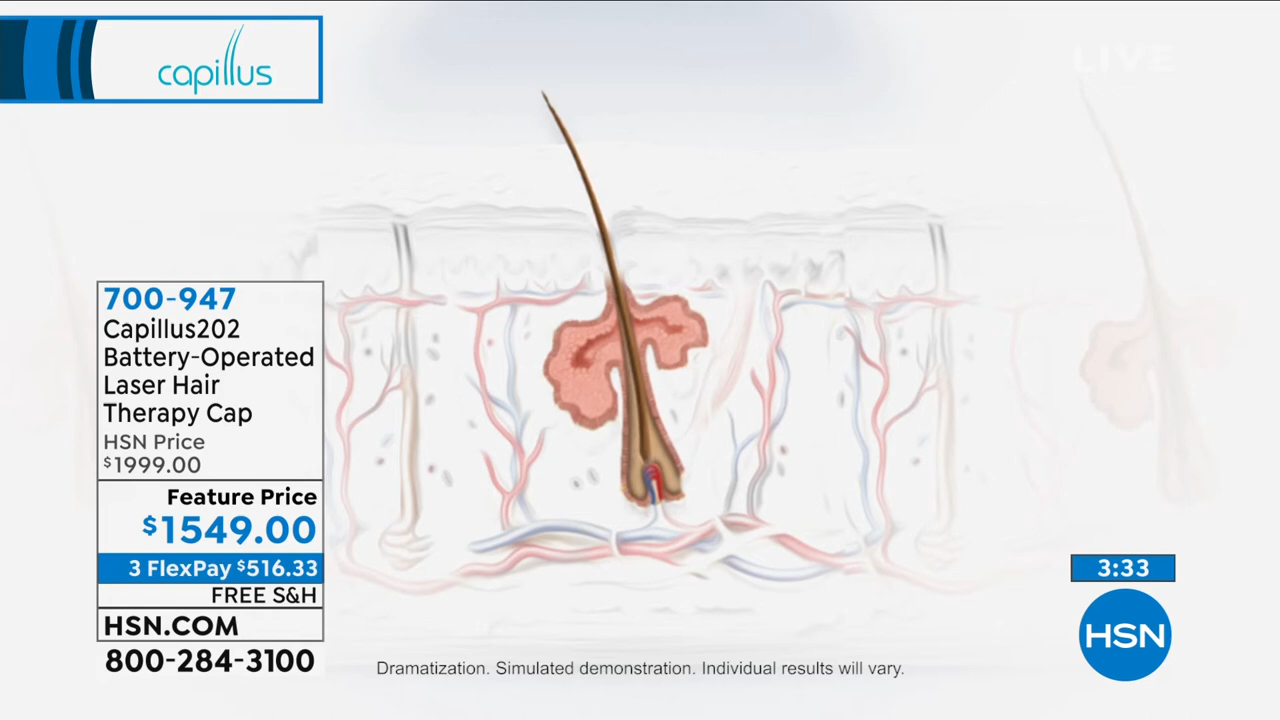 capillus
LIVE
700-947
Capillus202
Battery-Operated
Laser Hair
Therapy Cap
HSN Price
$1999.00
Feature Price
$1549.00
3 FlexPay $516.33
FREE S&H
HSN.COM
800-284-3100
3:33
HSN
Dramatization. Simulated demonstration. Individual results will vary.